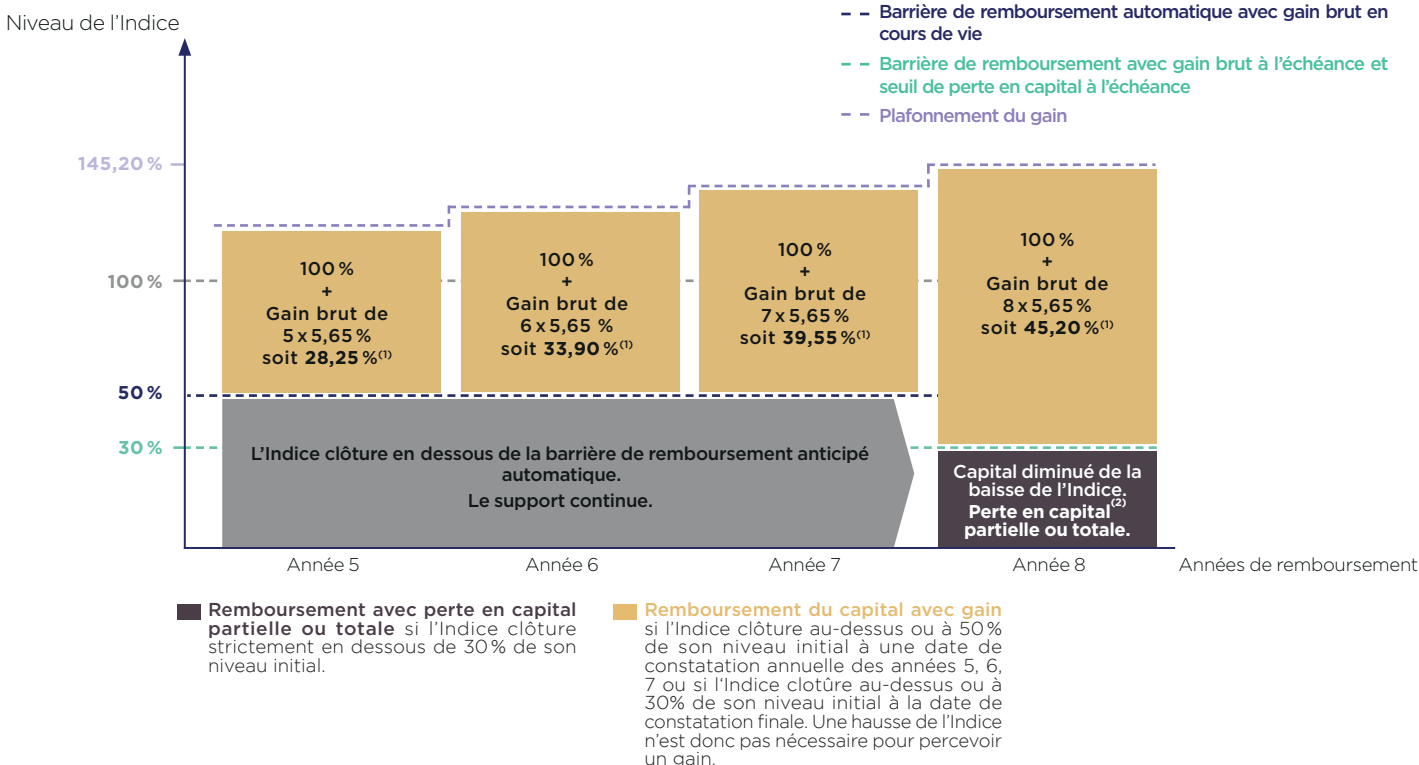 Niveau de l'Indice
Barrière de remboursement automatique avec gain brut en
cours de vie
Barrière de remboursement avec gain brut à l'échéance et
seuil de perte en capital à l'échéance
Plafonnement du gain
145,20 %
100 %
50 %
30 %
100 %
+
Gain brut de
5 x 5,65 %
soit 28,25 %(1)
100 %
+
Gain brut de
6 x 5,65 %
soit 33,90 %(1)
100 %
+
Gain brut de
7 x 5,65 %
soit 39,55 %(1)
100 %
+
Gain brut de
8 x 5,65 %
soit 45,20 %(1)
L'Indice clôture en dessous de la barrière de remboursement anticipé
automatique.
Le support continue.
Capital diminué de la
baisse de l'Indice.
Perte en capital(2)
partielle ou totale.
Année 5
Année 6
Année 7
Année 8
Années de remboursement
Remboursement avec perte en capital
partielle ou totale si l'Indice clôture
strictement en dessous de 30 % de son
niveau initial.
Remboursement du capital avec gain
si l'Indice clôture au-dessus ou à 50 %
de son niveau initial à une date de
constatation annuelle des années 5, 6,
7 ou si l'Indice clotûre au-dessus ou à
30% de son niveau initial à la date de
constatation finale. Une hausse de l'Indice
n'est donc pas nécessaire pour percevoir
un gain.